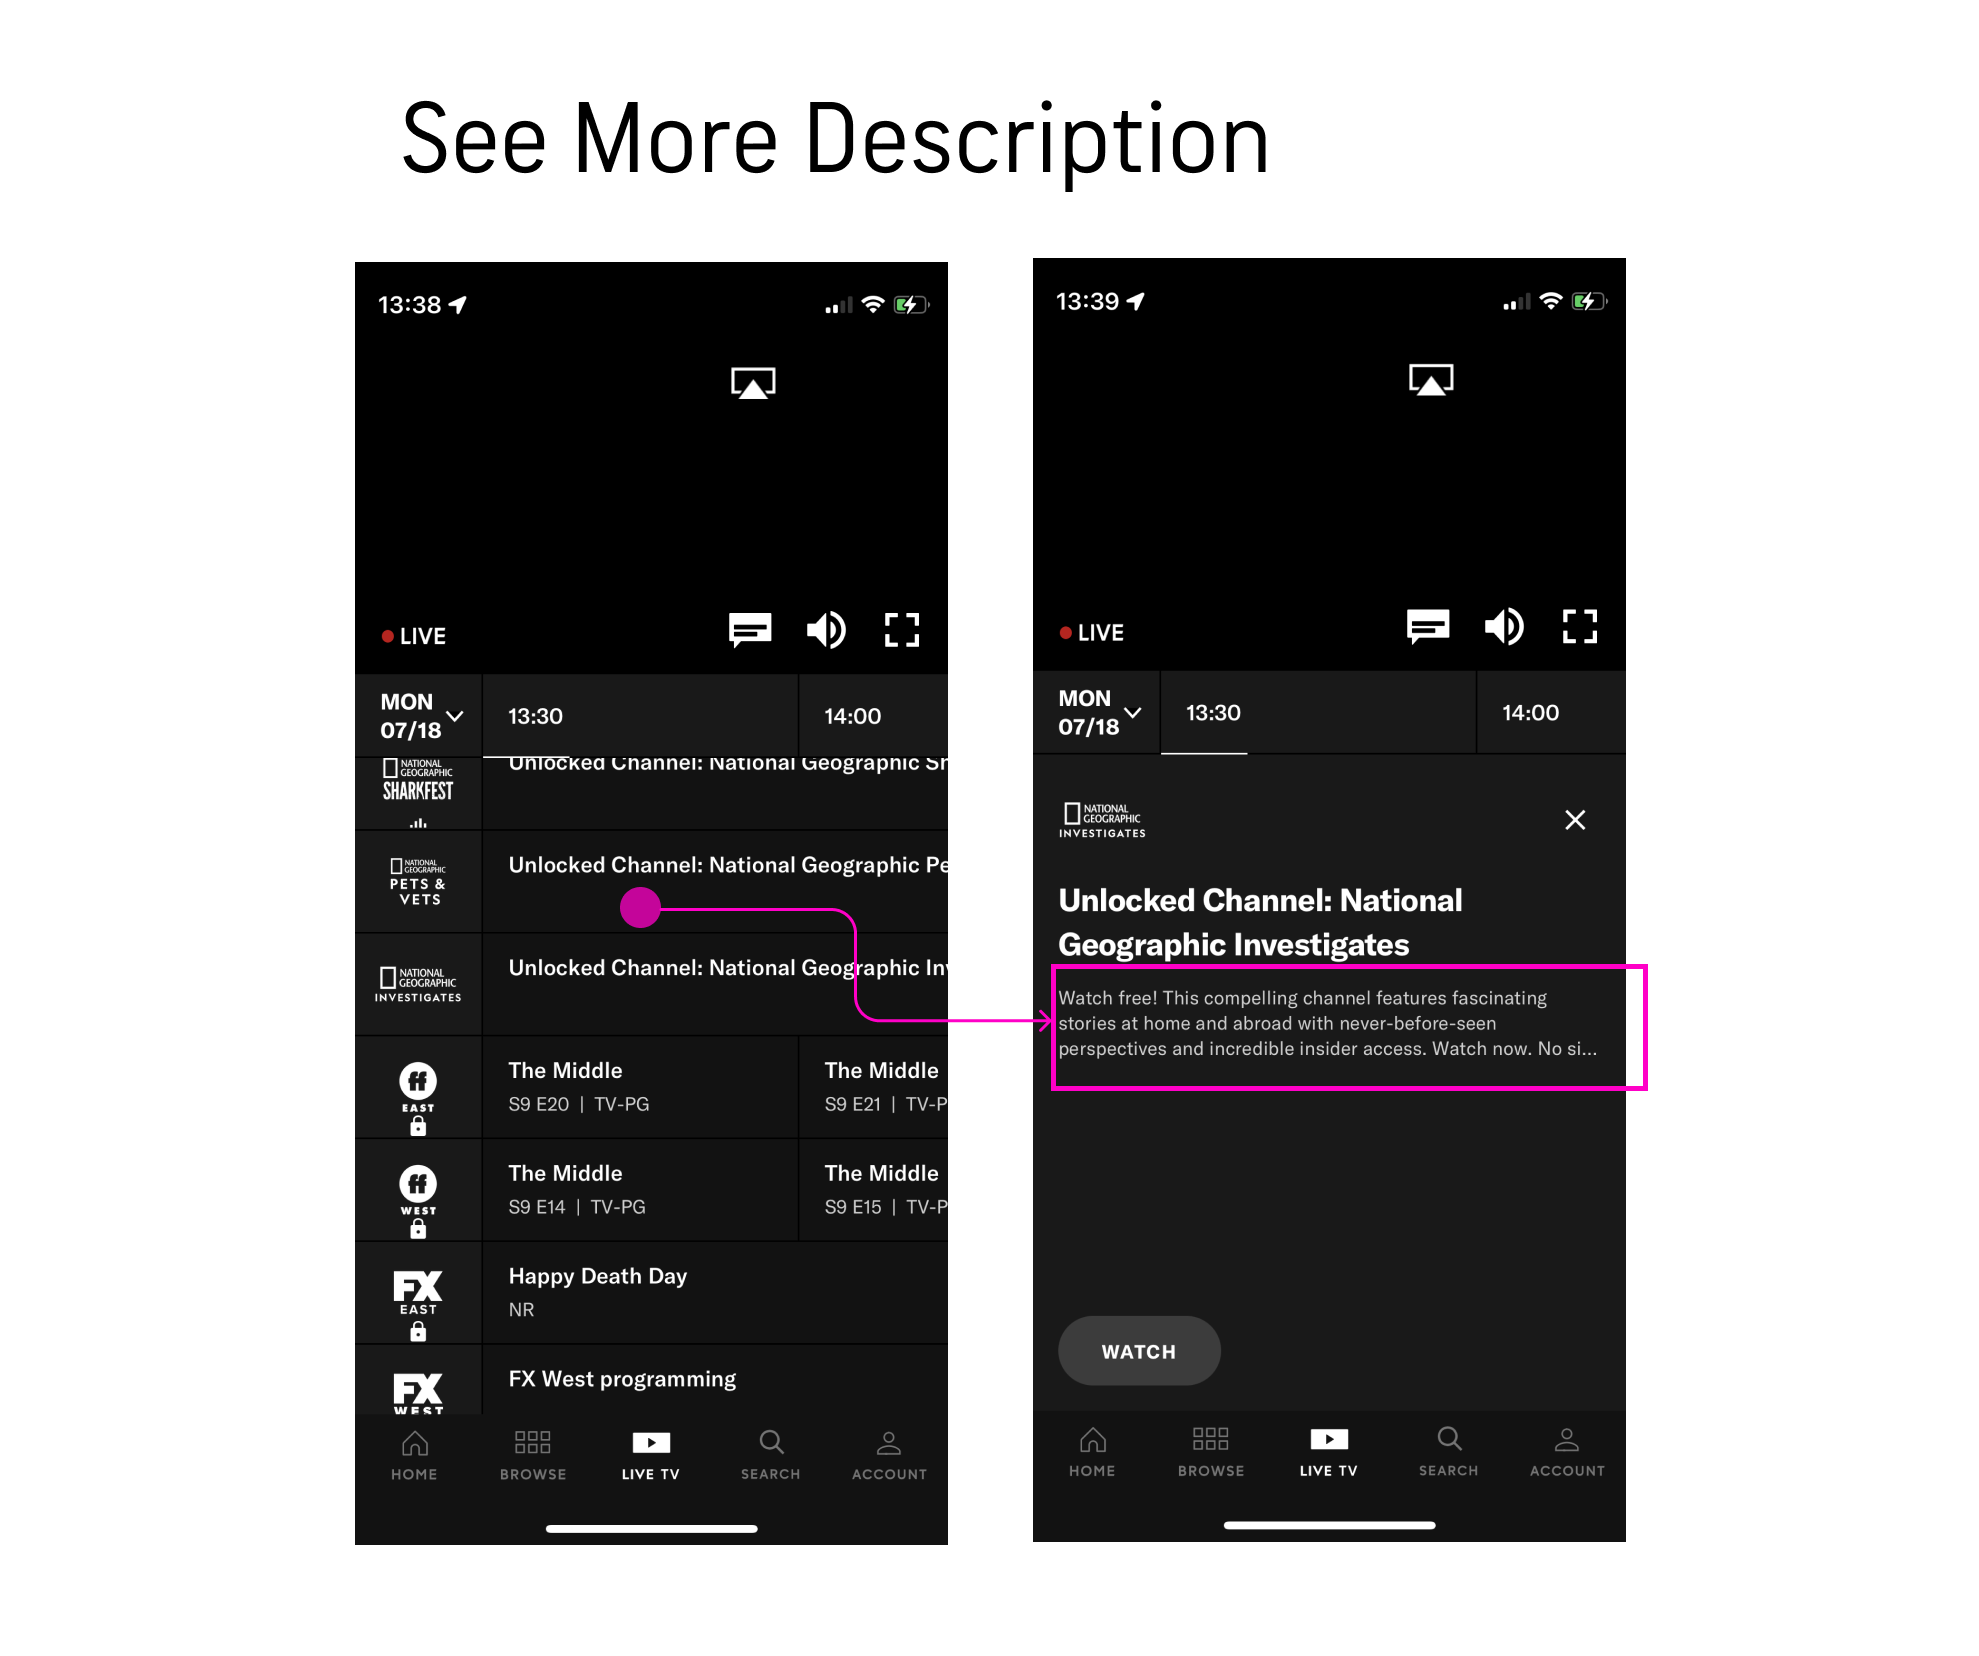 See More Description
13:38
LIVE
MON
07/18
13:30
14:00
NATIONAL
GEOGRAPHIC
SHARKFEST
Unlocked Channel: National Geographic Sh
NATIONAL
GEOGRAPHIC
PETS &
VETS
Unlocked Channel: National Geographic Pe
NATIONAL
GEOGRAPHIC
INVESTIGATES
Unlocked Channel: National Geographic Inv
ff
EAST
The Middle
S9 E20 | TV-PG
The Middle
S9 E21 | TV-P
ff
WEST
The Middle
S9 E14 | TV-PG
The Middle
S9 E15 | TV-P
FX
EAST
Happy Death Day
NR
FX
WEST
FX West programming
HOME
BROWSE
LIVE TV
SEARCH
ACCOUNT
13:39
LIVE
MON
07/18
13:30
14:00
NATIONAL
GEOGRAPHIC
INVESTIGATES
Unlocked Channel: National
Geographic Investigates
Watch free! This compelling channel features fascinating
stories at home and abroad with never-before-seen
perspectives and incredible insider access. Watch now. No si...
WATCH
HOME
BROWSE
LIVE TV
SEARCH
ACCOUNT